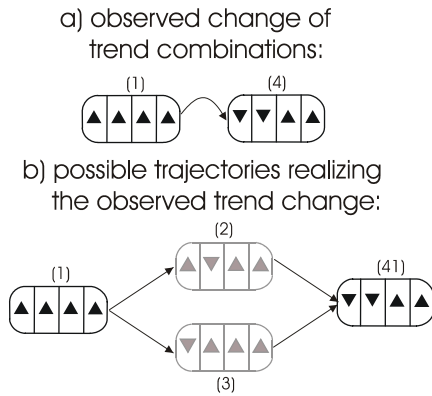 a) observed change of
trend combinations:
(1)
(4)
b) possible trajectories realizing
the observed trend change:
(2)
(1)
(41)
(3)